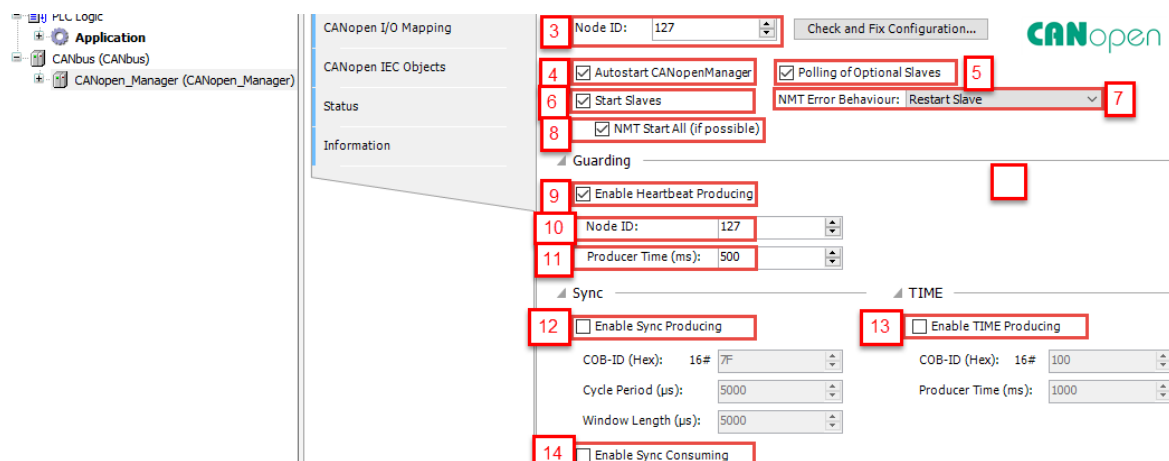 PLC Logic
Application
CANbus (CANbus)
CANopen_Manager (CANopen_Manager)
CANopen I/O Mapping
CANopen IEC Objects
Status
Information
3 Node ID: 127 Check and Fix Configuration... CANopen
4 Autostart CANopenManager Polling of Optional Slaves 5
6 Start Slaves NMT Error Behaviour: Restart Slave 7
8 NMT Start All (if possible)
Guarding
9 Enable Heartbeat Producing
10 Node ID: 127
11 Producer Time (ms): 500
Sync TIME
12 Enable Sync Producing 13 Enable TIME Producing
COB-ID (Hex): 16# 7F COB-ID (Hex): 16# 100
Cycle Period (µs): 5000 Producer Time (ms): 1000
Window Length (µs): 5000
14 Enable Sync Consuming